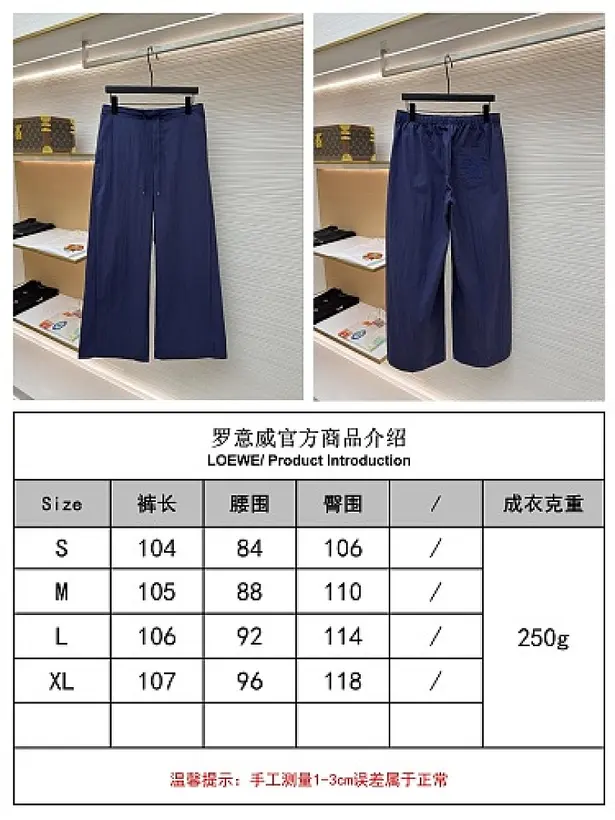 罗意威官方商品介绍
LOEWE/ Product Introduction
Size 裤长 腰围 臀围 / 成衣克重
S 104 84 106 /
M 105 88 110 /
L 106 92 114 /
XL 107 96 118 /
250g
温馨提示: 手工测量1-3cm误差属于正常